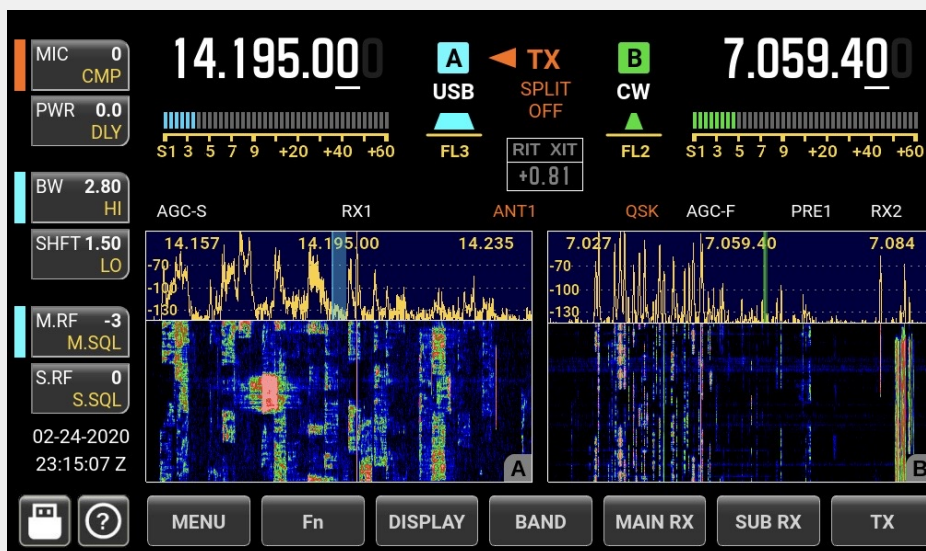 MIC 0
CMP
PWR 0.0
DLY
BW 2.80
HI
SHFT 1.50
LO
M.RF -3
M.SQL
S.RF 0
S.SQL
02-24-2020
23:15:07 Z
14.195.000
A
TX
B
7.059.400
USB
SPLIT
OFF
CW
S1 3 5 7 9 +20 +40 +60
FL3
RIT XIT
+0.81
FL2
S1 3 5 7 9 +20 +40 +60
AGC-S RX1 ANT1 QSK AGC-F PRE1 RX2
14.157 14.195.00 14.235
-70
-100
-130
A
7.027 7.059.40 7.084
-70
-100
-130
B
?
MENU
Fn
DISPLAY
BAND
MAIN RX
SUB RX
TX